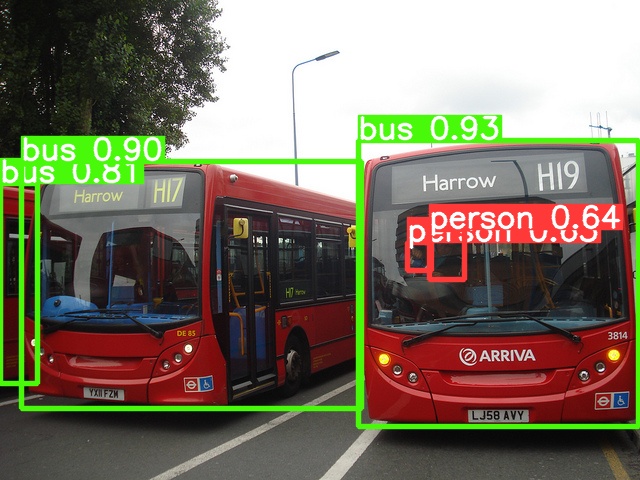 bus 0.90
bus 0.81
Harrow H17
H17 Harrow
DE 85
YX11 FZM
bus 0.93
Harrow H19
person 0.64
person 0.63
3814
ARRIVA
LJ58 AVY